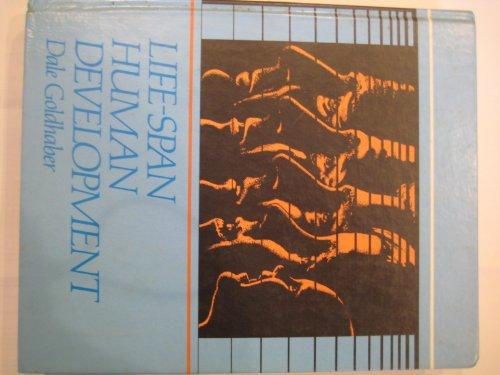 LIFE-SPAN
HUMAN
DEVELOPMENT
Dale Goldhaber